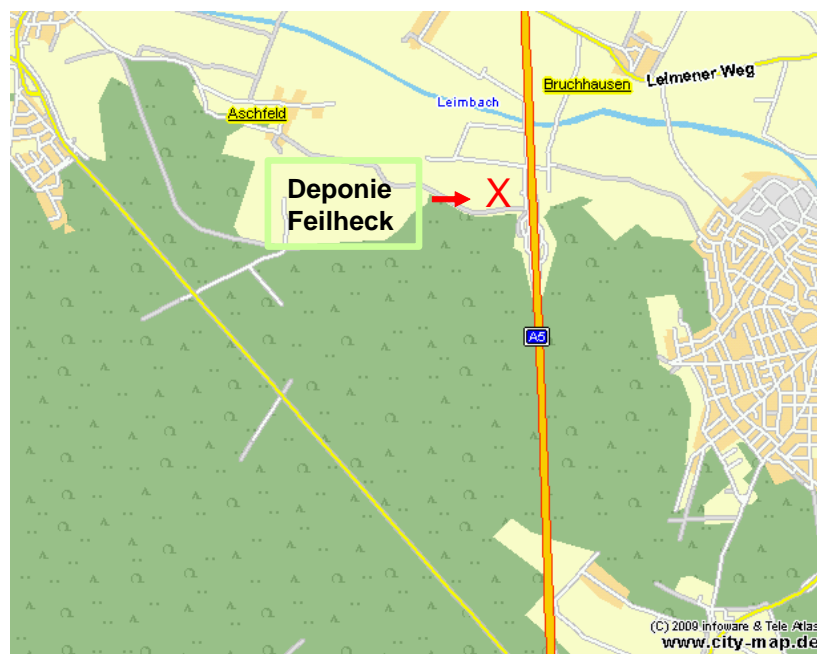 Bruchhausen
Leimener Weg
Leimbach
Aschfeld
Deponie
Feilheck
X
A5
(C) 2009 infoware & Tele Atlas
www.city-map.de